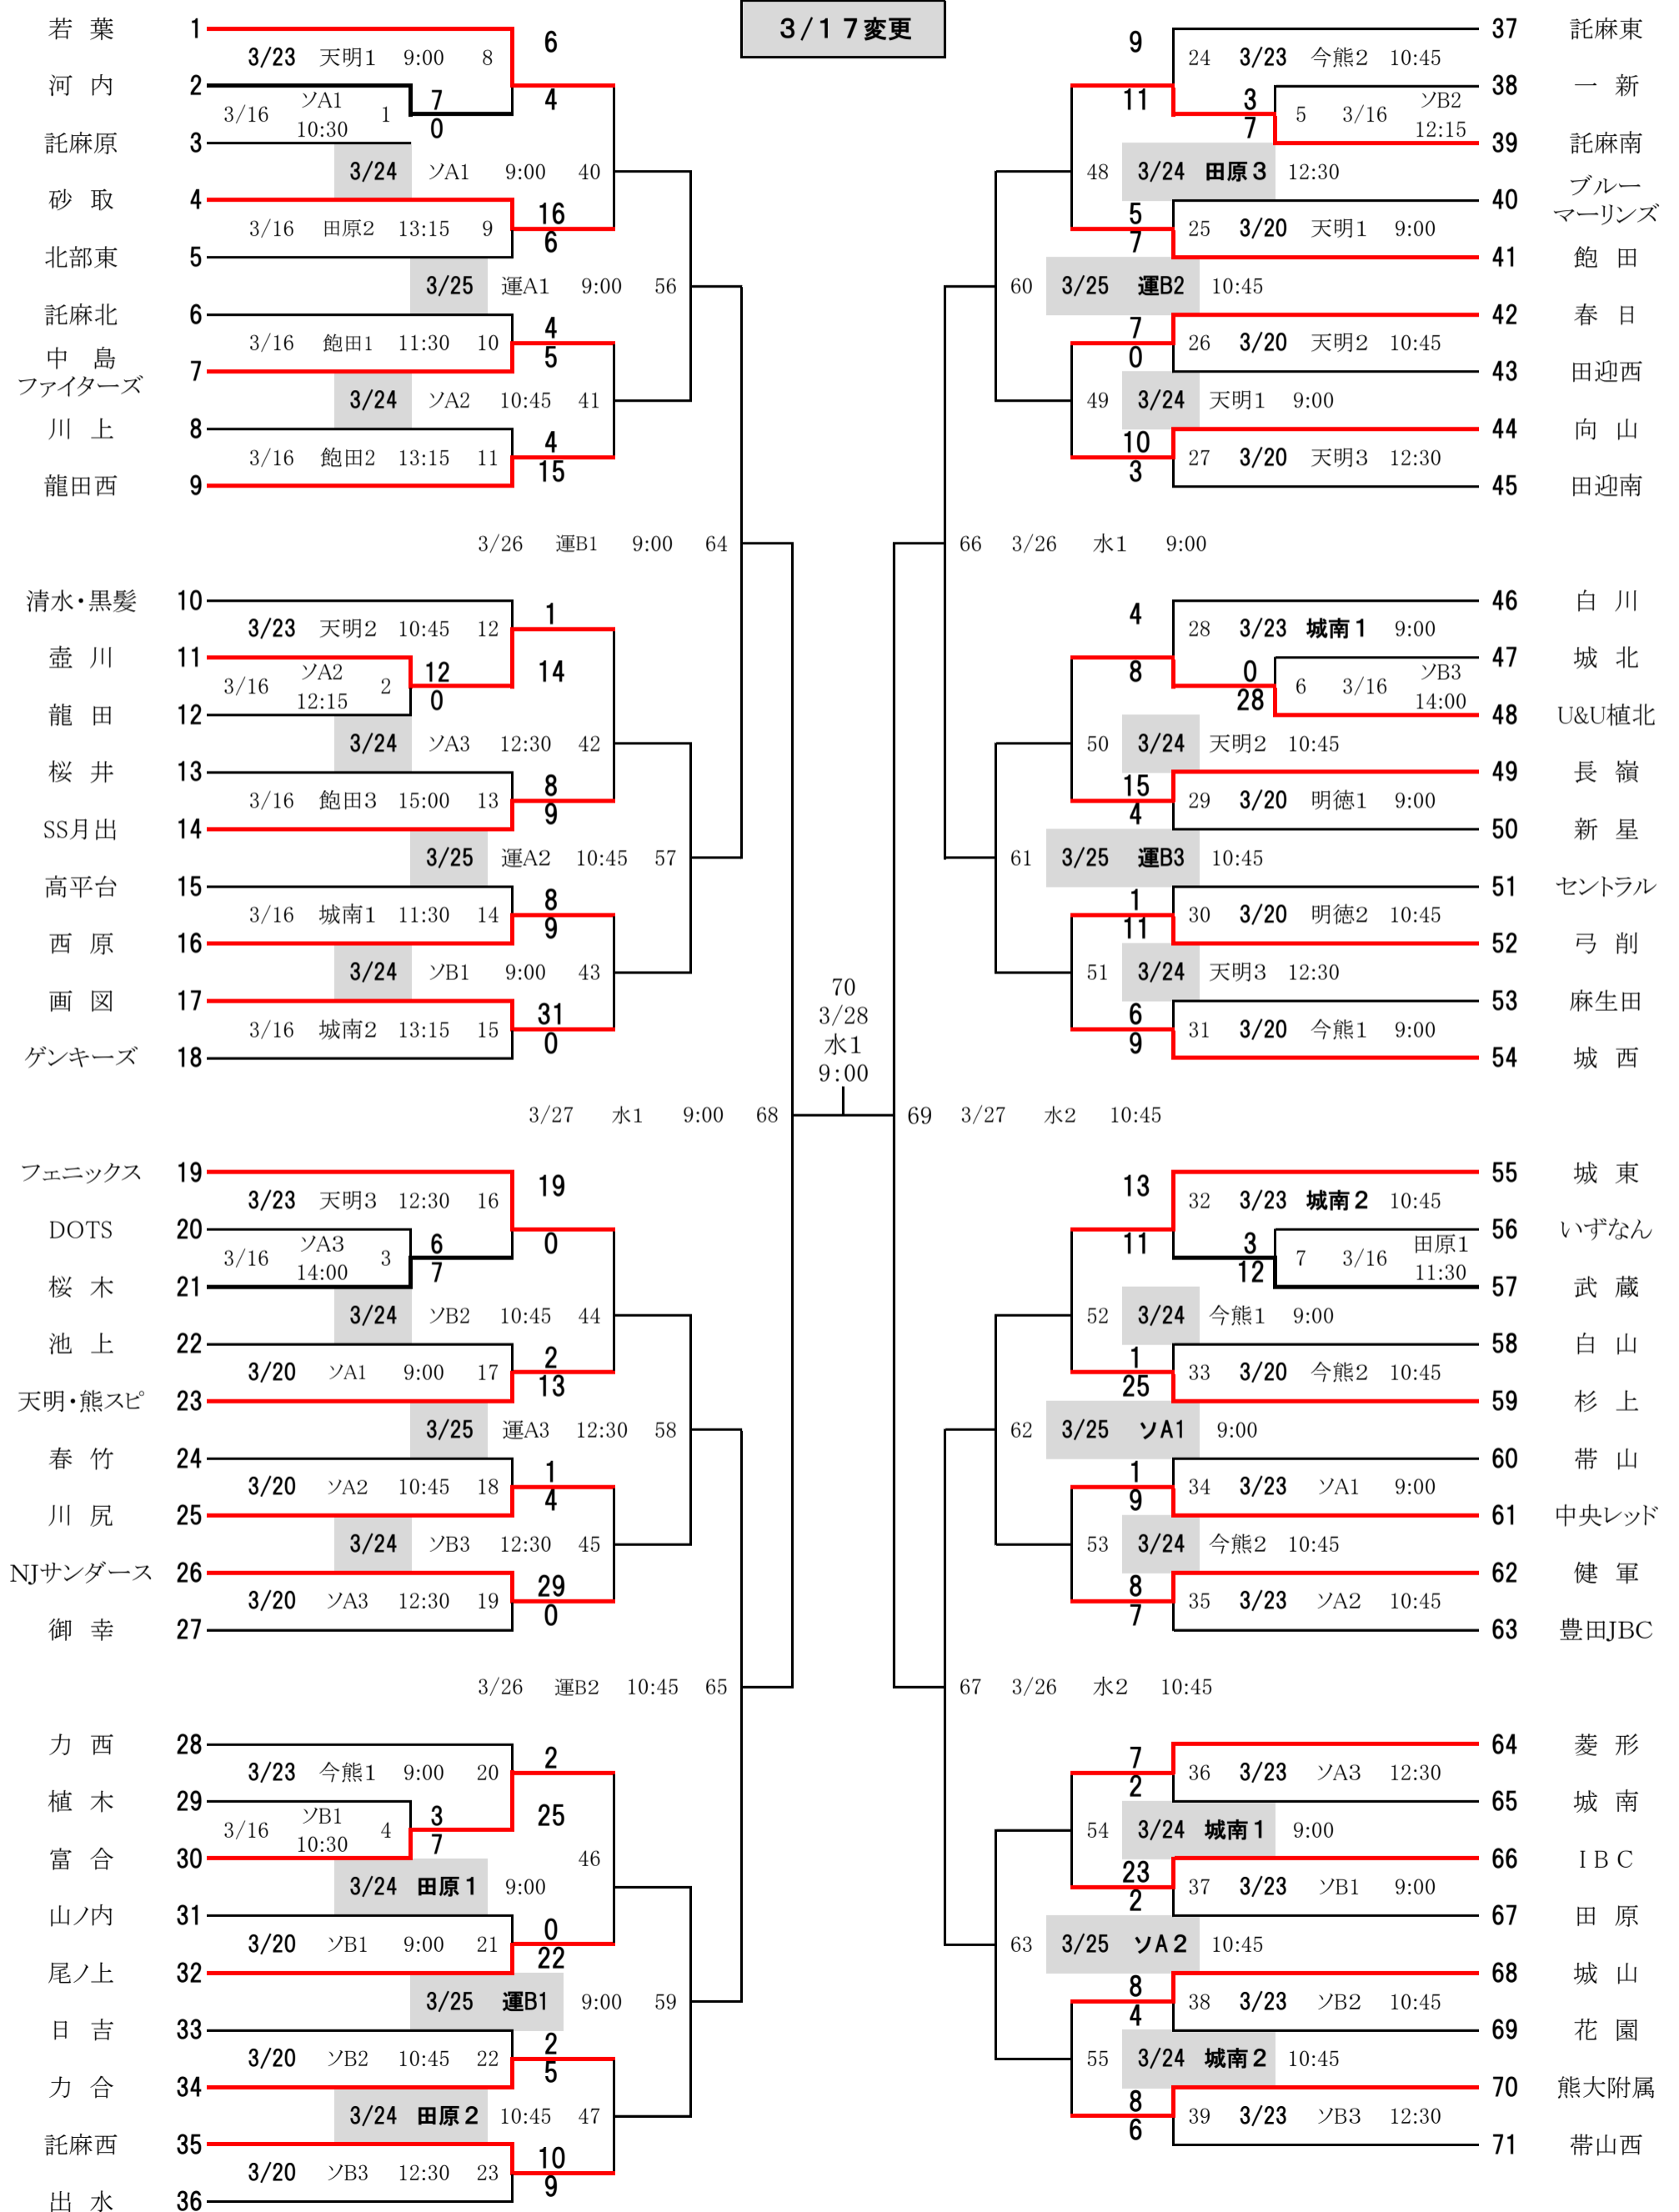 3/17変更
若 葉 1
3/23 天明1 9:00 8
6
4
河 内 2
3/16 ソA1 10:30 1
7
0
託麻原 3
3/24 ソA1 9:00 40
砂 取 4
3/16 田原2 13:15 9
16
6
北部東 5
3/25 運A1 9:00 56
託麻北 6
3/16 飽田1 11:30 10
4
5
中 島
ファイターズ 7
3/24 ソA2 10:45 41
川 上 8
3/16 飽田2 13:15 11
4
15
龍田西 9
3/26 運B1 9:00 64
清水・黒髪 10
3/23 天明2 10:45 12
1
14
壺 川 11
3/16 ソA2 12:15 2
12
0
龍 田 12
3/24 ソA3 12:30 42
桜 井 13
3/16 飽田3 15:00 13
8
9
SS月出 14
3/25 運A2 10:45 57
高平台 15
3/16 城南1 11:30 14
8
9
西 原 16
3/24 ソB1 9:00 43
画 図 17
3/16 城南2 13:15 15
31
0
ゲンキーズ 18
3/27 水1 9:00 68
フェニックス 19
3/23 天明3 12:30 16
19
0
DOTS 20
3/16 ソA3 14:00 3
6
7
桜 木 21
3/24 ソB2 10:45 44
池 上 22
3/20 ソA1 9:00 17
2
13
天明・熊スピ 23
3/25 運A3 12:30 58
春 竹 24
3/20 ソA2 10:45 18
1
4
川 尻 25
3/24 ソB3 12:30 45
NJサンダース 26
3/20 ソA3 12:30 19
29
0
御 幸 27
3/26 運B2 10:45 65
力 西 28
3/23 今熊1 9:00 20
2
25
植 木 29
3/16 ソB1 10:30 4
3
7
富 合 30
46
3/24 田原1 9:00
山ノ内 31
3/20 ソB1 9:00 21
0
22
尾ノ上 32
3/25 運B1 9:00 59
日 吉 33
3/20 ソB2 10:45 22
2
5
力 合 34
3/24 田原2 10:45 47
託麻西 35
3/20 ソB3 12:30 23
10
9
出 水 36
70
3/28
水1
9:00
37 託麻東
9
11
24 3/23 今熊2 10:45
38 一 新
3
7
5 3/16 ソB2 12:15
39 託麻南
48 3/24 田原3 12:30
40 ブルー
マーリンズ
5
7
25 3/20 天明1 9:00
41 飽 田
60 3/25 運B2 10:45
42 春 日
7
0
26 3/20 天明2 10:45
43 田迎西
49 3/24 天明1 9:00
44 向 山
10
3
27 3/20 天明3 12:30
45 田迎南
66 3/26 水1 9:00
46 白 川
4
8
28 3/23 城南1 9:00
47 城 北
0
28
6 3/16 ソB3 14:00
48 U&U植北
50 3/24 天明2 10:45
49 長 嶺
15
4
29 3/20 明徳1 9:00
50 新 星
61 3/25 運B3 10:45
51 セントラル
1
11
30 3/20 明徳2 10:45
52 弓 削
51 3/24 天明3 12:30
53 麻生田
6
9
31 3/20 今熊1 9:00
54 城 西
69 3/27 水2 10:45
55 城 東
13
11
32 3/23 城南2 10:45
56 いずなん
3
12
7 3/16 田原1 11:30
57 武 蔵
52 3/24 今熊1 9:00
58 白 山
1
25
33 3/20 今熊2 10:45
59 杉 上
62 3/25 ソA1 9:00
60 帯 山
1
9
34 3/23 ソA1 9:00
61 中央レッド
53 3/24 今熊2 10:45
62 健 軍
8
7
35 3/23 ソA2 10:45
63 豊田JBC
67 3/26 水2 10:45
64 菱 形
7
2
36 3/23 ソA3 12:30
65 城 南
54 3/24 城南1 9:00
66 IBC
23
2
37 3/23 ソB1 9:00
67 田 原
63 3/25 ソA2 10:45
68 城 山
8
4
38 3/23 ソB2 10:45
69 花 園
55 3/24 城南2 10:45
70 熊大附属
8
6
39 3/23 ソB3 12:30
71 帯山西